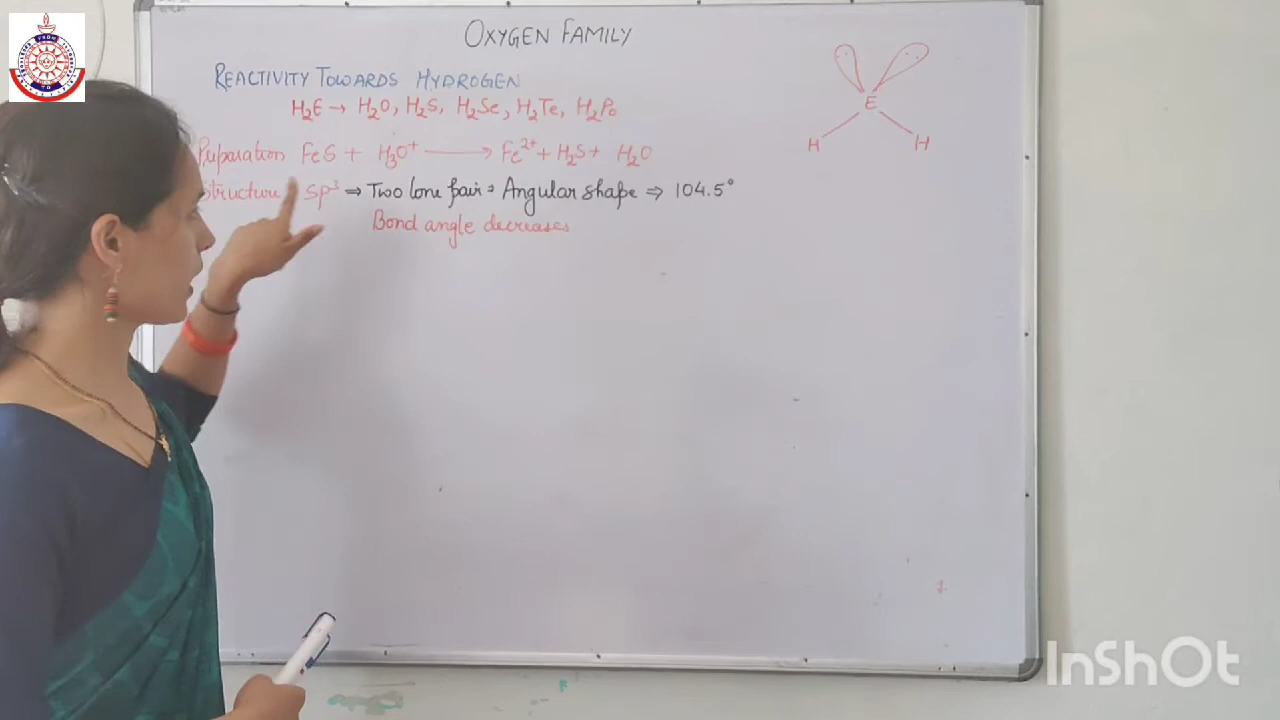 OXYGEN FAMILY
REACTIVITY TOWARDS HYDROGEN
H₂E → H₂O, H₂S, H₂Se, H₂Te, H₂Po
Preparation FeS + H₃O⁺ ⟶ Fe²⁺ + H₂S + H₂O
Structure SP³ ⇒ Two lone pair = Angular shape ⇒ 104.5°
Bond angle decreases
E
H H
InShOt